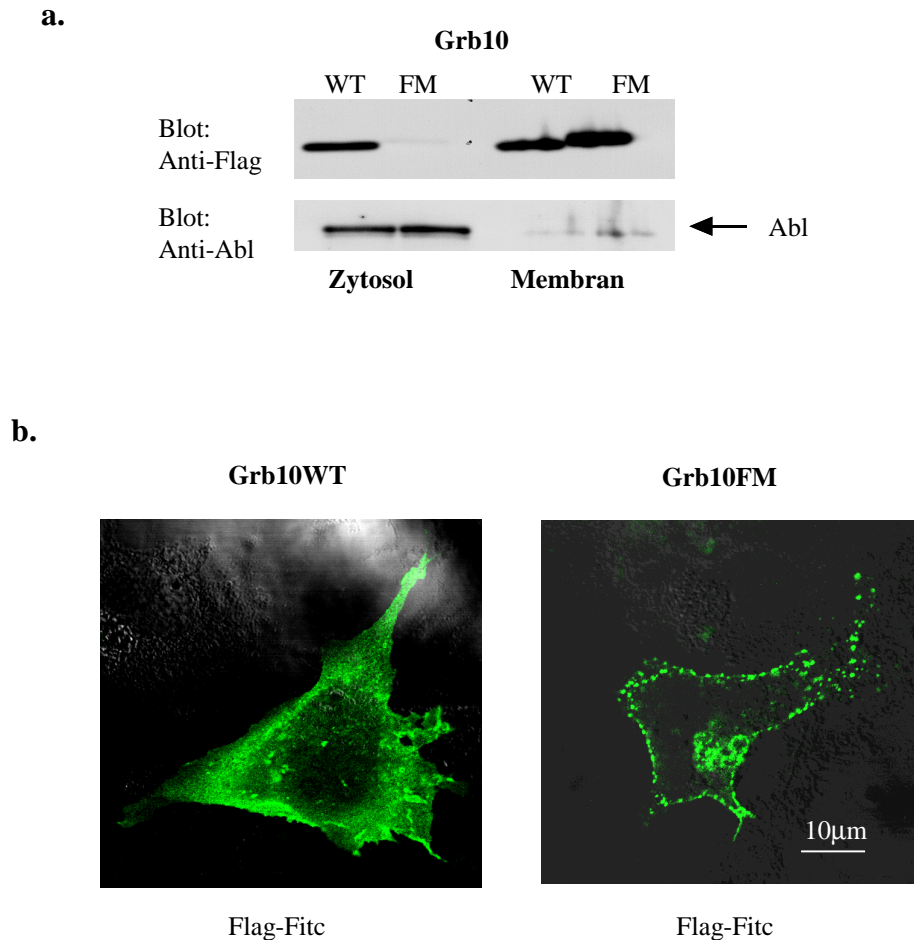 a.
Grb10
WT FM WT FM
Blot:
Anti-Flag
Blot:
Anti-Abl
Abl
Zytosol Membran
b.
Grb10WT Grb10FM
10µm
Flag-Fitc Flag-Fitc